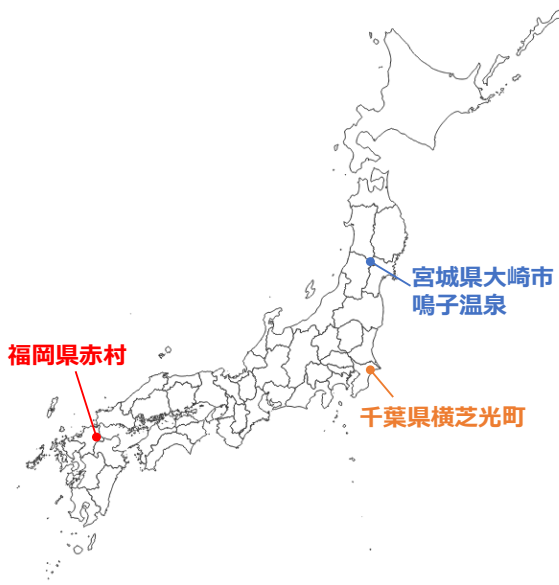 宮城県大崎市
鳴子温泉
福岡県赤村
千葉県横芝光町